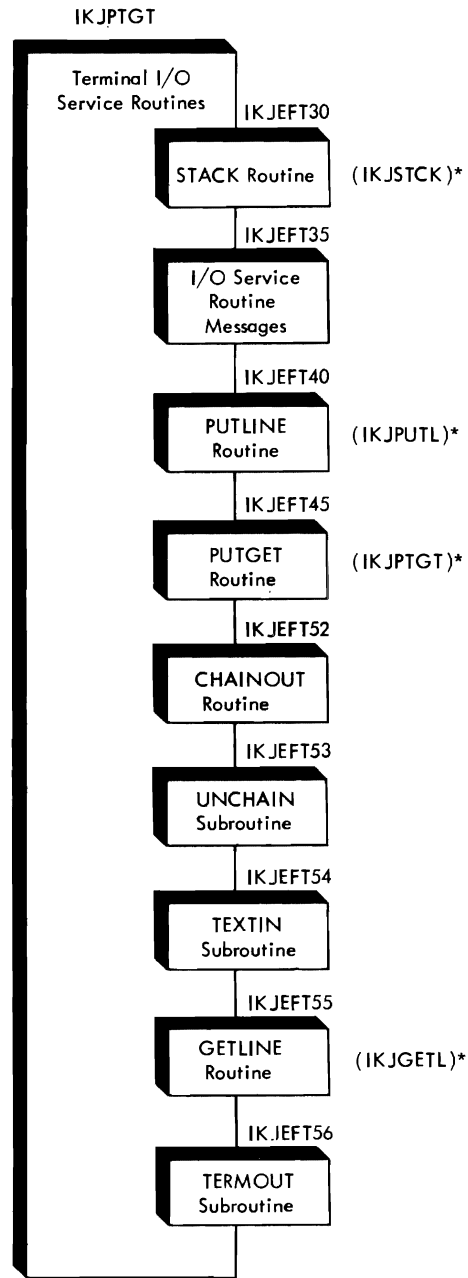 IKJPTGT
Terminal I/O
Service Routines
IKJEFT30
STACK Routine
(IKJSTCK)*
IKJEFT35
I/O Service
Routine
Messages
IKJEFT40
PUTLINE
Routine
(IKJPUTL)*
IKJEFT45
PUTGET
Routine
(IKJPTGT)*
IKJEFT52
CHAINOUT
Routine
IKJEFT53
UNCHAIN
Subroutine
IKJEFT54
TEXTIN
Subroutine
IKJEFT55
GETLINE
Routine
(IKJGETL)*
IKJEFT56
TERMOUT
Subroutine